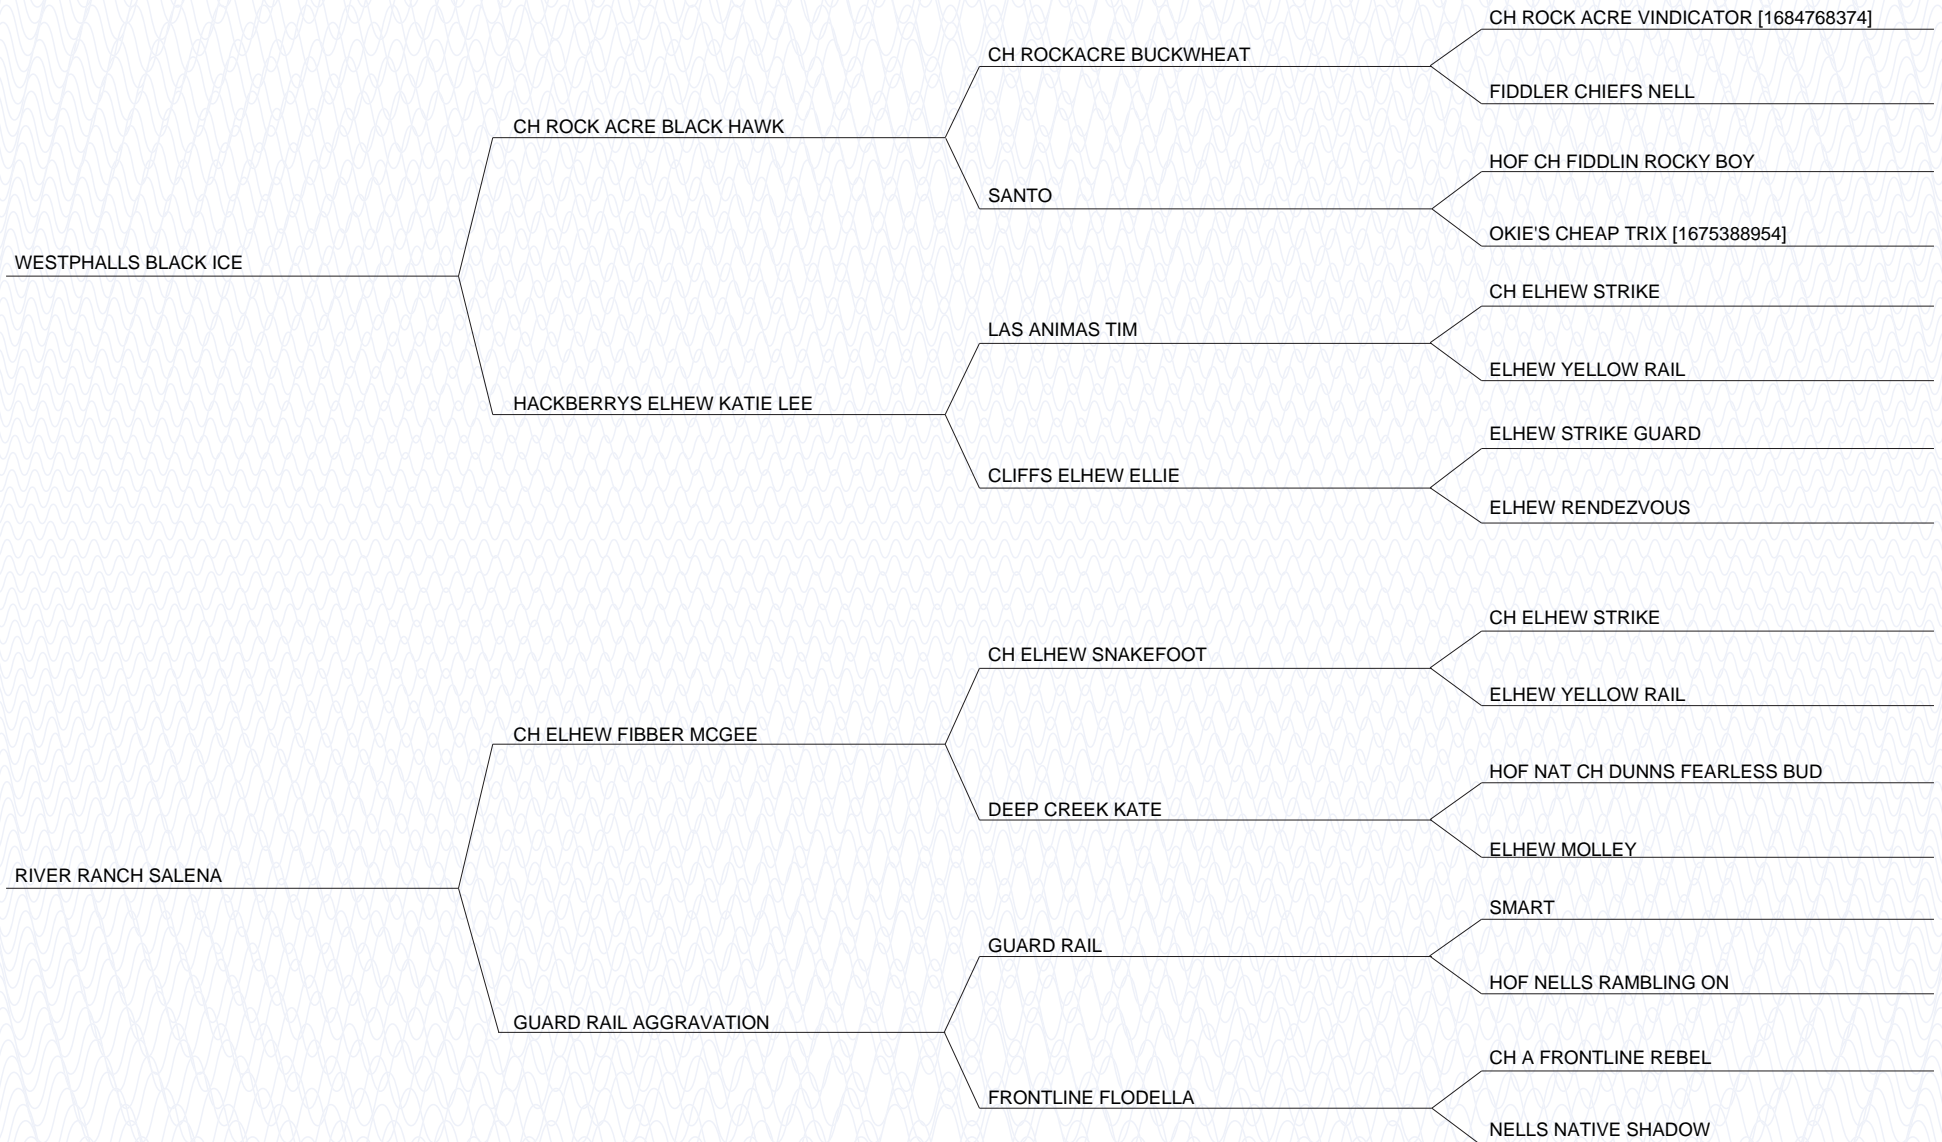 CH ROCK ACRE VINDICATOR [1684768374]
CH ROCKACRE BUCKWHEAT
FIDDLER CHIEFS NELL
CH ROCK ACRE BLACK HAWK
HOF CH FIDDLIN ROCKY BOY
SANTO
OKIE'S CHEAP TRIX [1675388954]
WESTPHALLS BLACK ICE
CH ELHEW STRIKE
LAS ANIMAS TIM
ELHEW YELLOW RAIL
HACKBERRYS ELHEW KATIE LEE
ELHEW STRIKE GUARD
CLIFFS ELHEW ELLIE
ELHEW RENDEZVOUS
CH ELHEW STRIKE
CH ELHEW SNAKEFOOT
ELHEW YELLOW RAIL
CH ELHEW FIBBER MCGEE
HOF NAT CH DUNNS FEARLESS BUD
DEEP CREEK KATE
ELHEW MOLLEY
RIVER RANCH SALENA
SMART
GUARD RAIL
HOF NELLS RAMBLING ON
GUARD RAIL AGGRAVATION
CH A FRONTLINE REBEL
FRONTLINE FLODELLA
NELLS NATIVE SHADOW